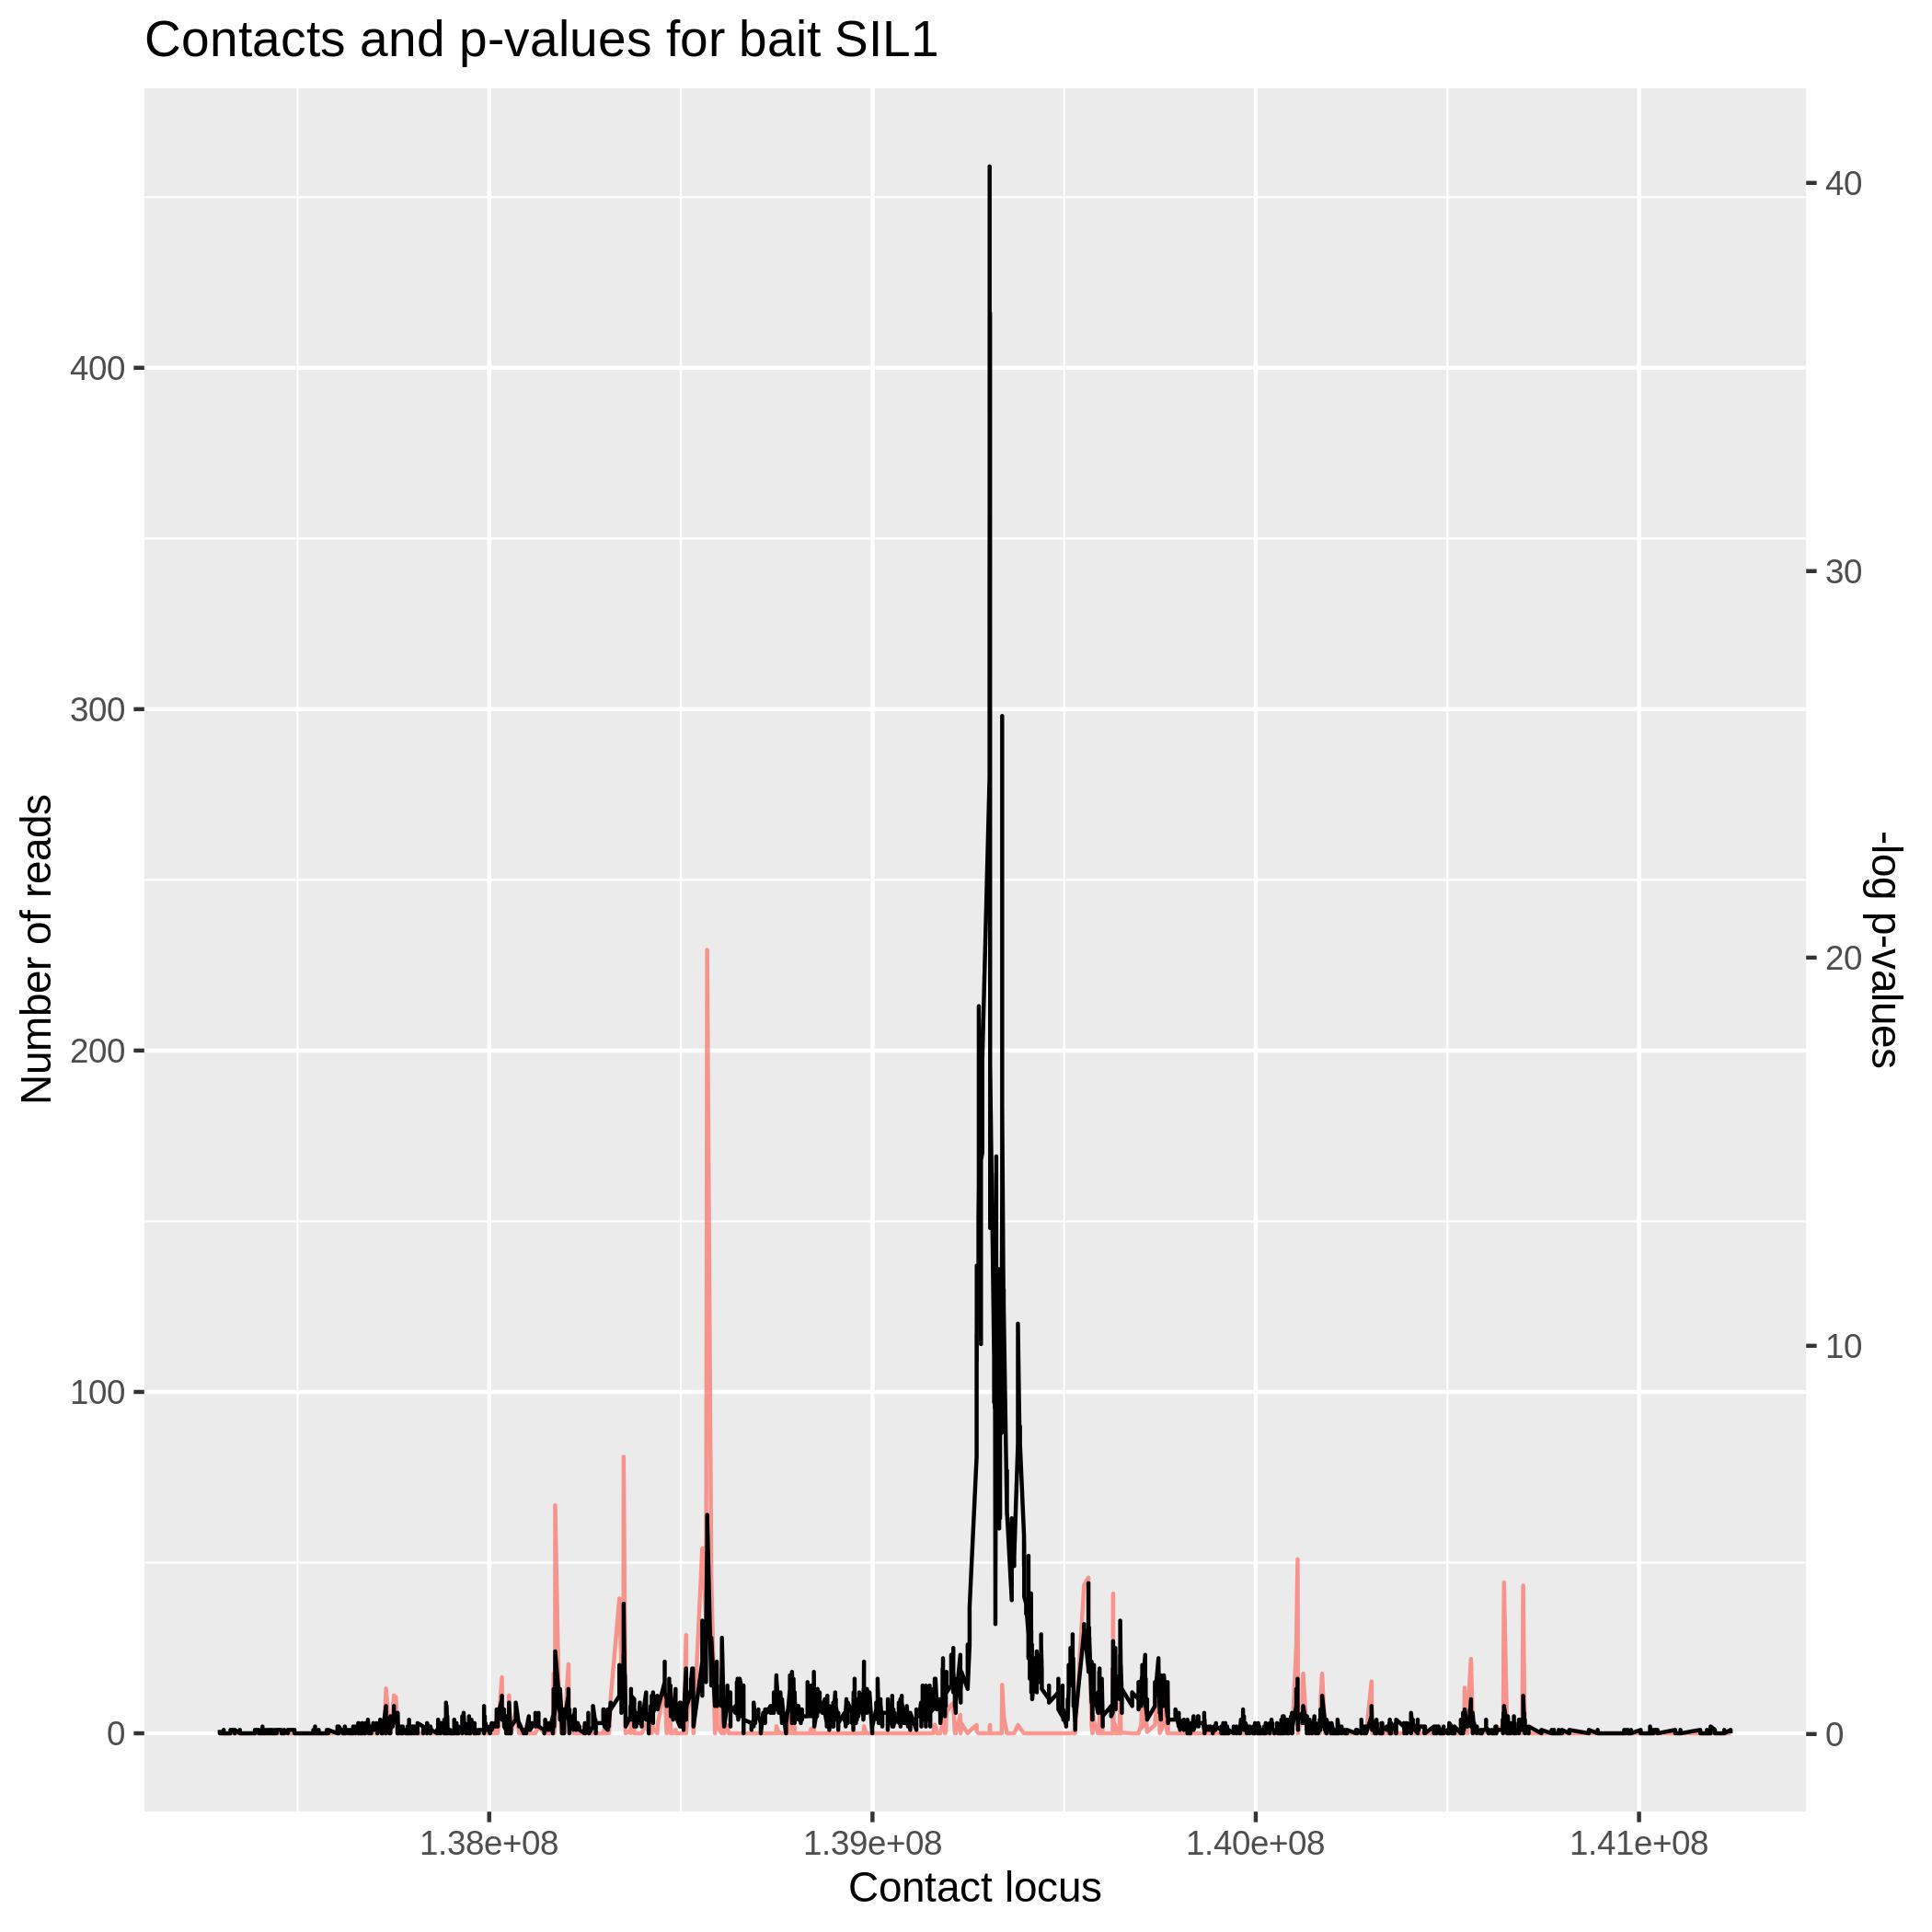 Contacts and p-values for bait SIL1
Number of reads
400
300
200
100
0
40
30
20
10
0
-log p-values
1.38e+08
1.39e+08
1.40e+08
1.41e+08
Contact locus